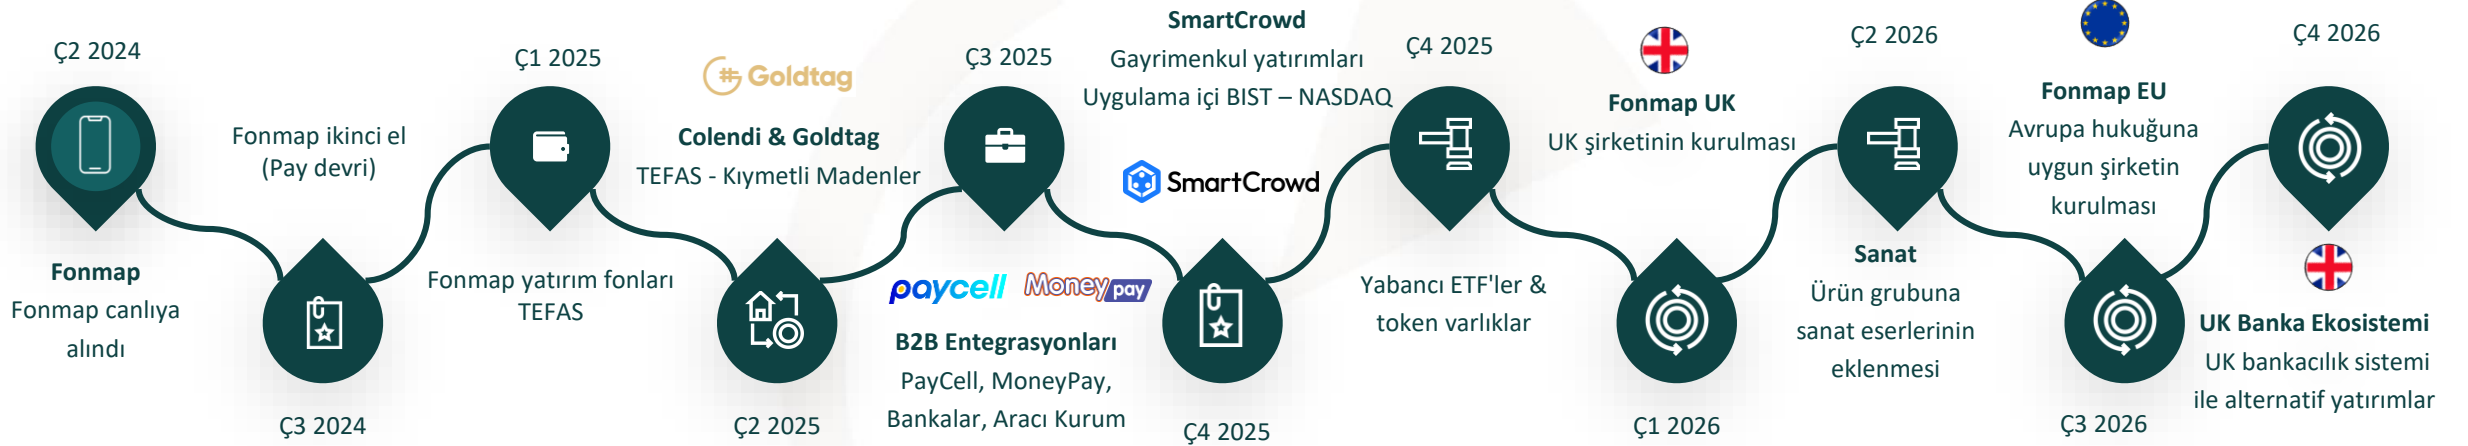 Ç2 2024
Fonmap
Fonmap canlıya
alındı
Fonmap ikinci el
(Pay devri)
Ç3 2024
Ç1 2025
Fonmap yatırım fonları
TEFAS
Goldtag
Colendi & Goldtag
TEFAS - Kıymetli Madenler
Ç2 2025
Ç3 2025
paycell
Moneypay
B2B Entegrasyonları
PayCell, MoneyPay,
Bankalar, Aracı Kurum
SmartCrowd
Gayrimenkul yatırımları
Uygulama içi BIST – NASDAQ
SmartCrowd
Ç4 2025
Ç4 2025
Yabancı ETF'ler &
token varlıklar
Fonmap UK
UK şirketinin kurulması
Ç1 2026
Ç2 2026
Sanat
Ürün grubuna
sanat eserlerinin
eklenmesi
Fonmap EU
Avrupa hukuğuna
uygun şirketin
kurulması
Ç3 2026
Ç4 2026
UK Banka Ekosistemi
UK bankacılık sistemi
ile alternatif yatırımlar